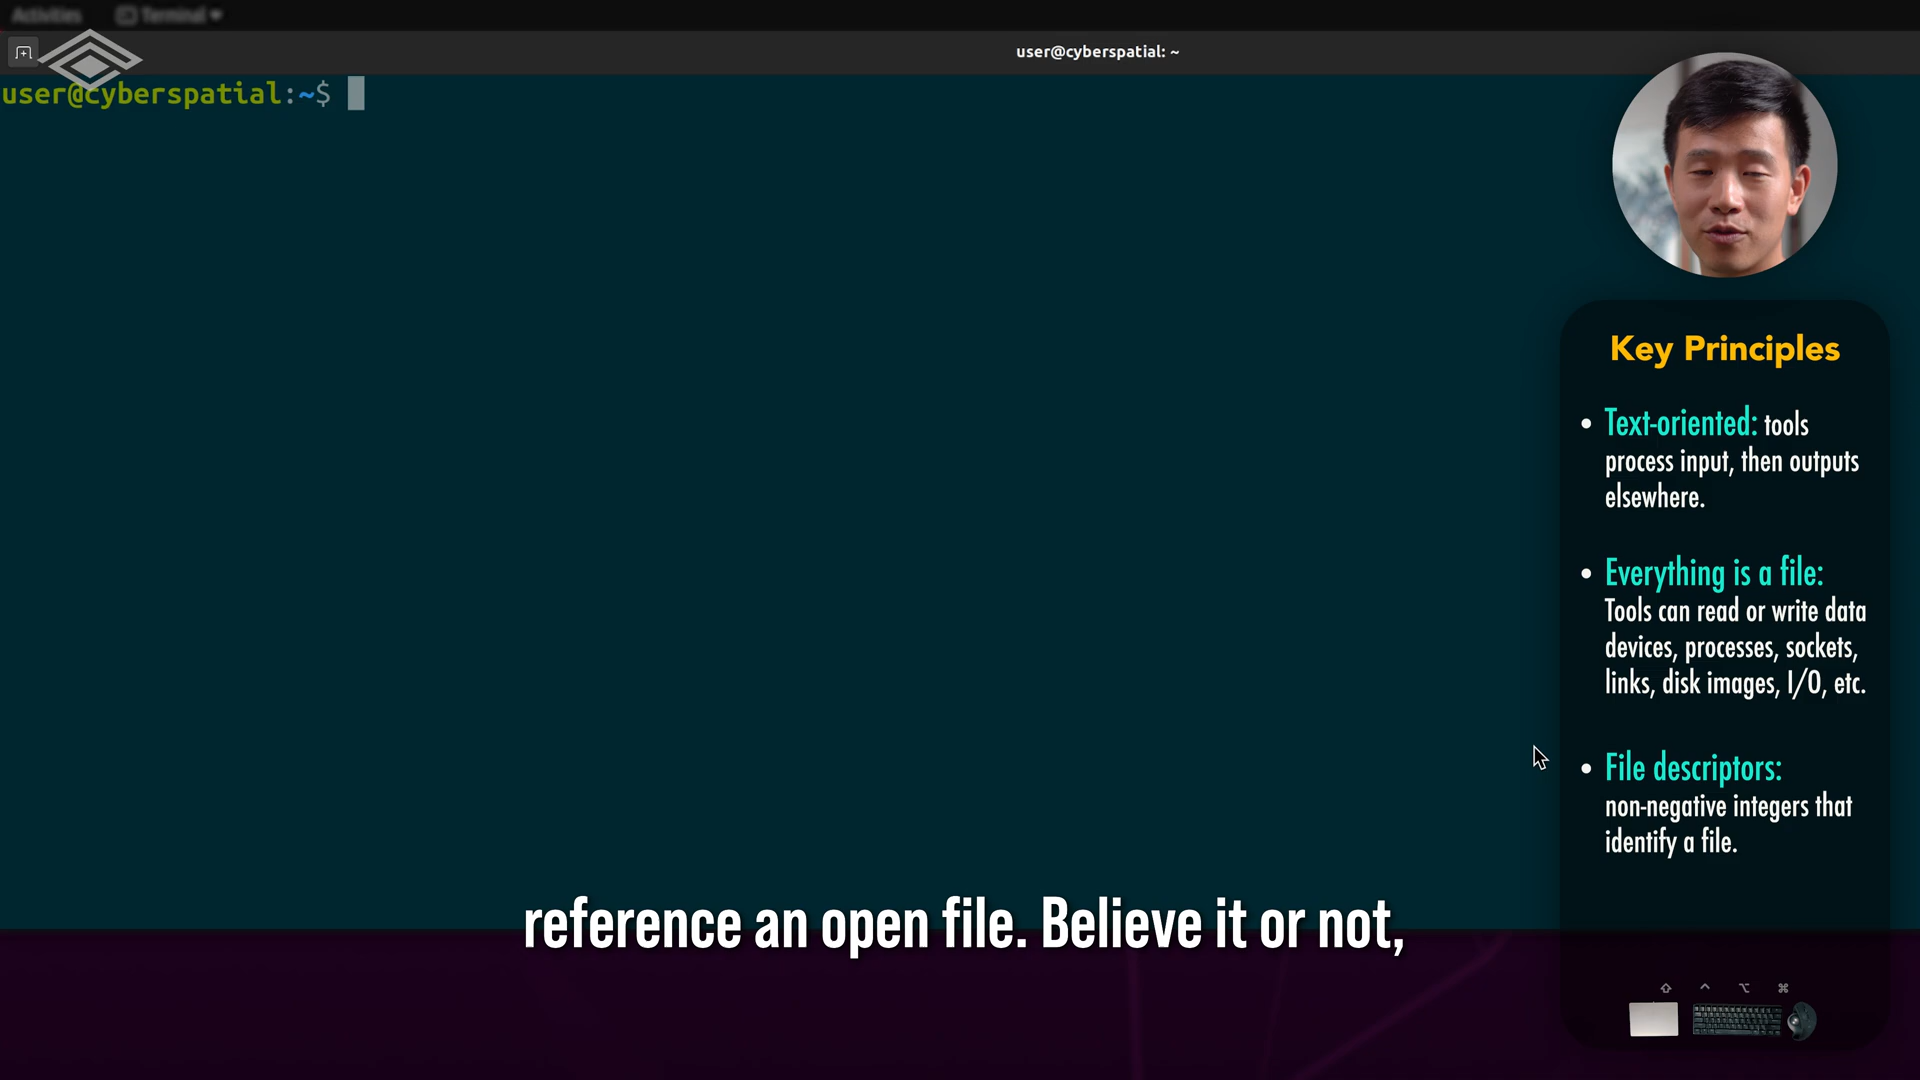 Activities
Terminal
user@cyberspatial: ~
user@cyberspatial:~$
Key Principles
• Text-oriented: tools
process input, then outputs
elsewhere.
• Everything is a file:
Tools can read or write data
devices, processes, sockets,
links, disk images, I/O, etc.
• File descriptors:
non-negative integers that
identify a file.
reference an open file. Believe it or not,